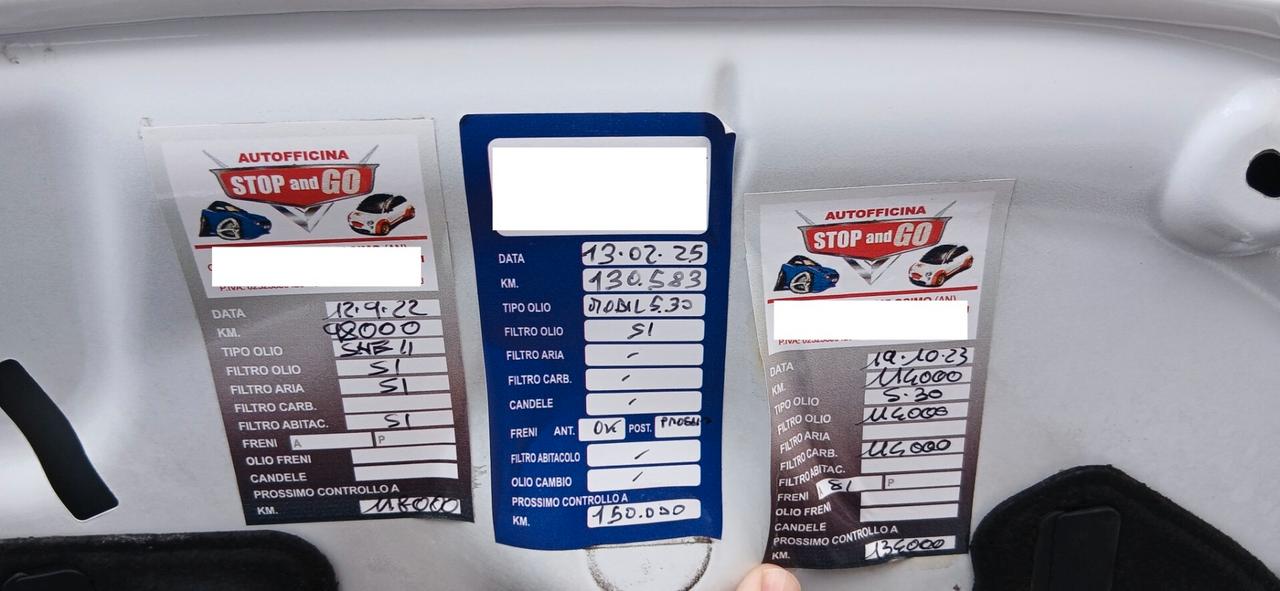 AUTOFFICINA
STOP and GO
DATA 12.9.22
KM. 98000
TIPO OLIO
FILTRO OLIO SI
FILTRO ARIA SI
FILTRO CARB.
FILTRO ABITAC. SI
FRENI A P
OLIO FRENI
CANDELE
PROSSIMO CONTROLLO A
KM.
DATA 13.02.25
KM. 130.583
TIPO OLIO MOBIL 5.30
FILTRO OLIO SI
FILTRO ARIA -
FILTRO CARB. -
CANDELE -
FRENI ANT. OK POST.
FILTRO ABITACOLO -
OLIO CAMBIO -
PROSSIMO CONTROLLO A
KM. 150.000
AUTOFFICINA
STOP and GO
DATA 19.10.23
KM. 114000
TIPO OLIO 5.30
FILTRO OLIO 114000
FILTRO ARIA
FILTRO CARB. 114000
FILTRO ABITAC.
FRENI SI P
OLIO FRENI
CANDELE
PROSSIMO CONTROLLO A
KM. 134000